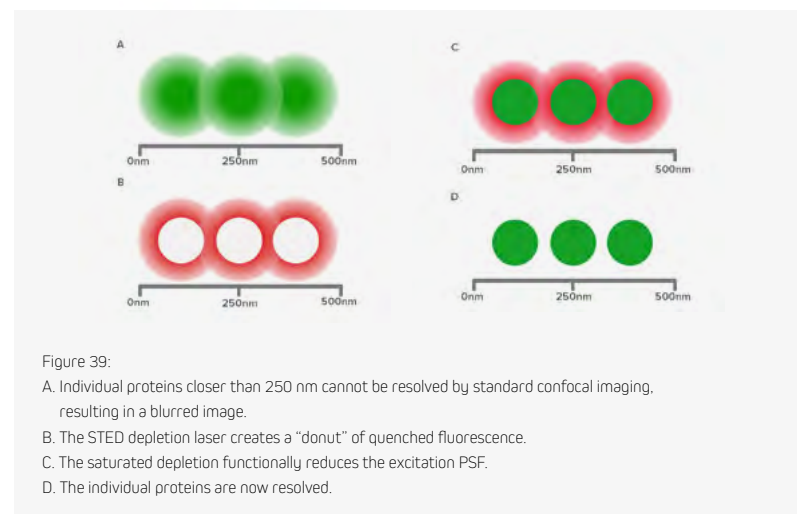 A
0nm 250nm 500nm
B
0nm 250nm 500nm
C
0nm 250nm 500nm
D
0nm 250nm 500nm
Figure 39:
A. Individual proteins closer than 250 nm cannot be resolved by standard confocal imaging,
resulting in a blurred image.
B. The STED depletion laser creates a “donut” of quenched fluorescence.
C. The saturated depletion functionally reduces the excitation PSF.
D. The individual proteins are now resolved.